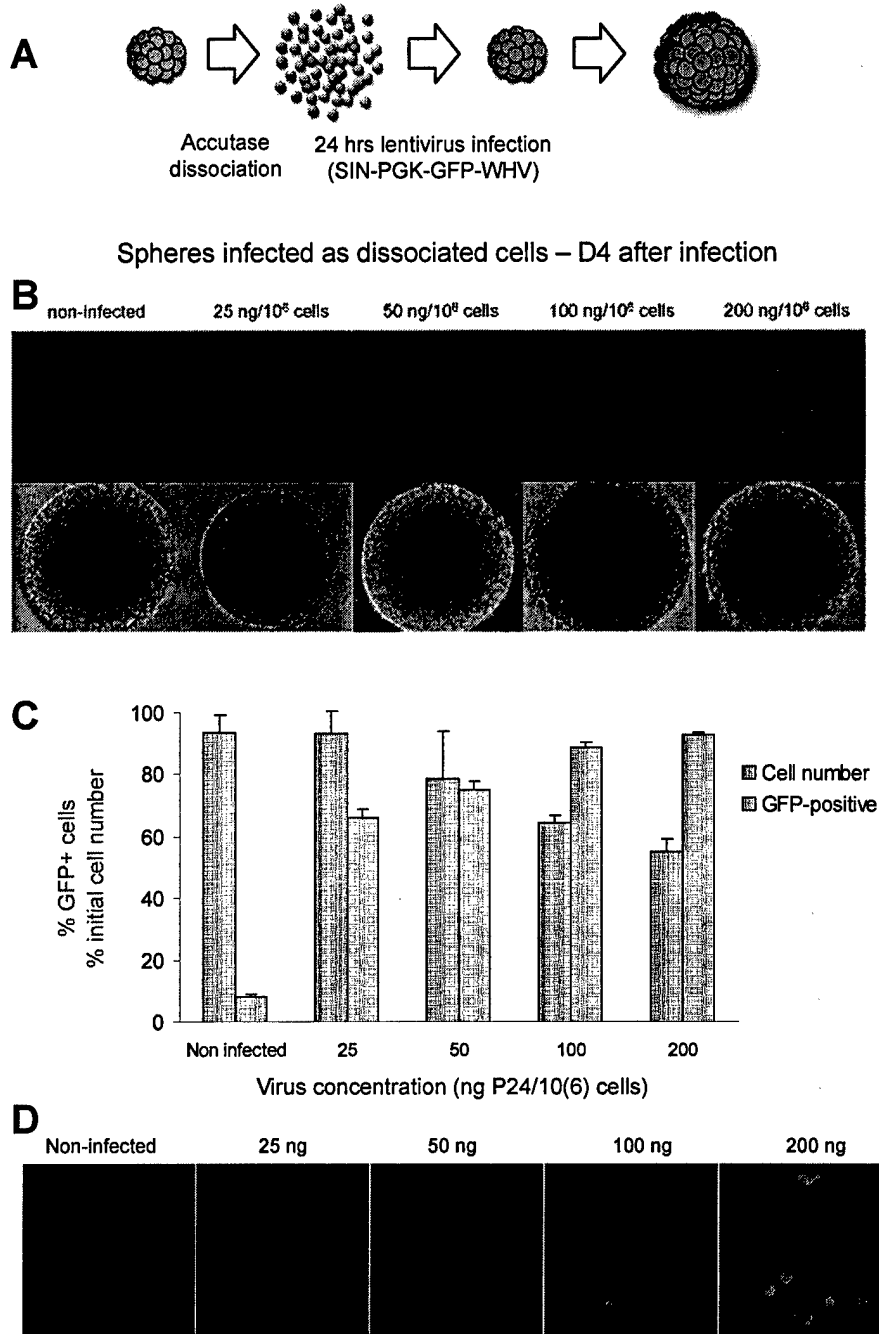 A
Accutase dissociation
24 hrs lentivirus infection
(SIN-PGK-GFP-WHV)
Spheres infected as dissociated cells – D4 after infection
B
non-infected
25 ng/10⁶ cells
50 ng/10⁶ cells
100 ng/10⁶ cells
200 ng/10⁶ cells
C
% GFP+ cells
% initial cell number
100
80
60
40
20
0
Cell number
GFP-positive
Non infected
25
50
100
200
Virus concentration (ng P24/10(6) cells)
D
Non-infected
25 ng
50 ng
100 ng
200 ng